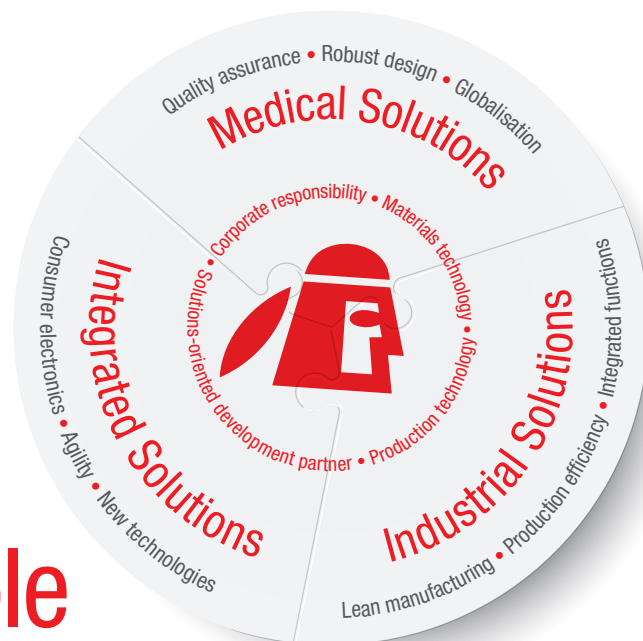 Quality assurance • Robust design • Globalisation
Medical Solutions
Corporate responsibility • Materials technology • Production technology • Solutions-oriented development partner •
Integrated Solutions
Consumer electronics • Agility • New technologies
Industrial Solutions
Lean manufacturing • Production efficiency • Integrated functions